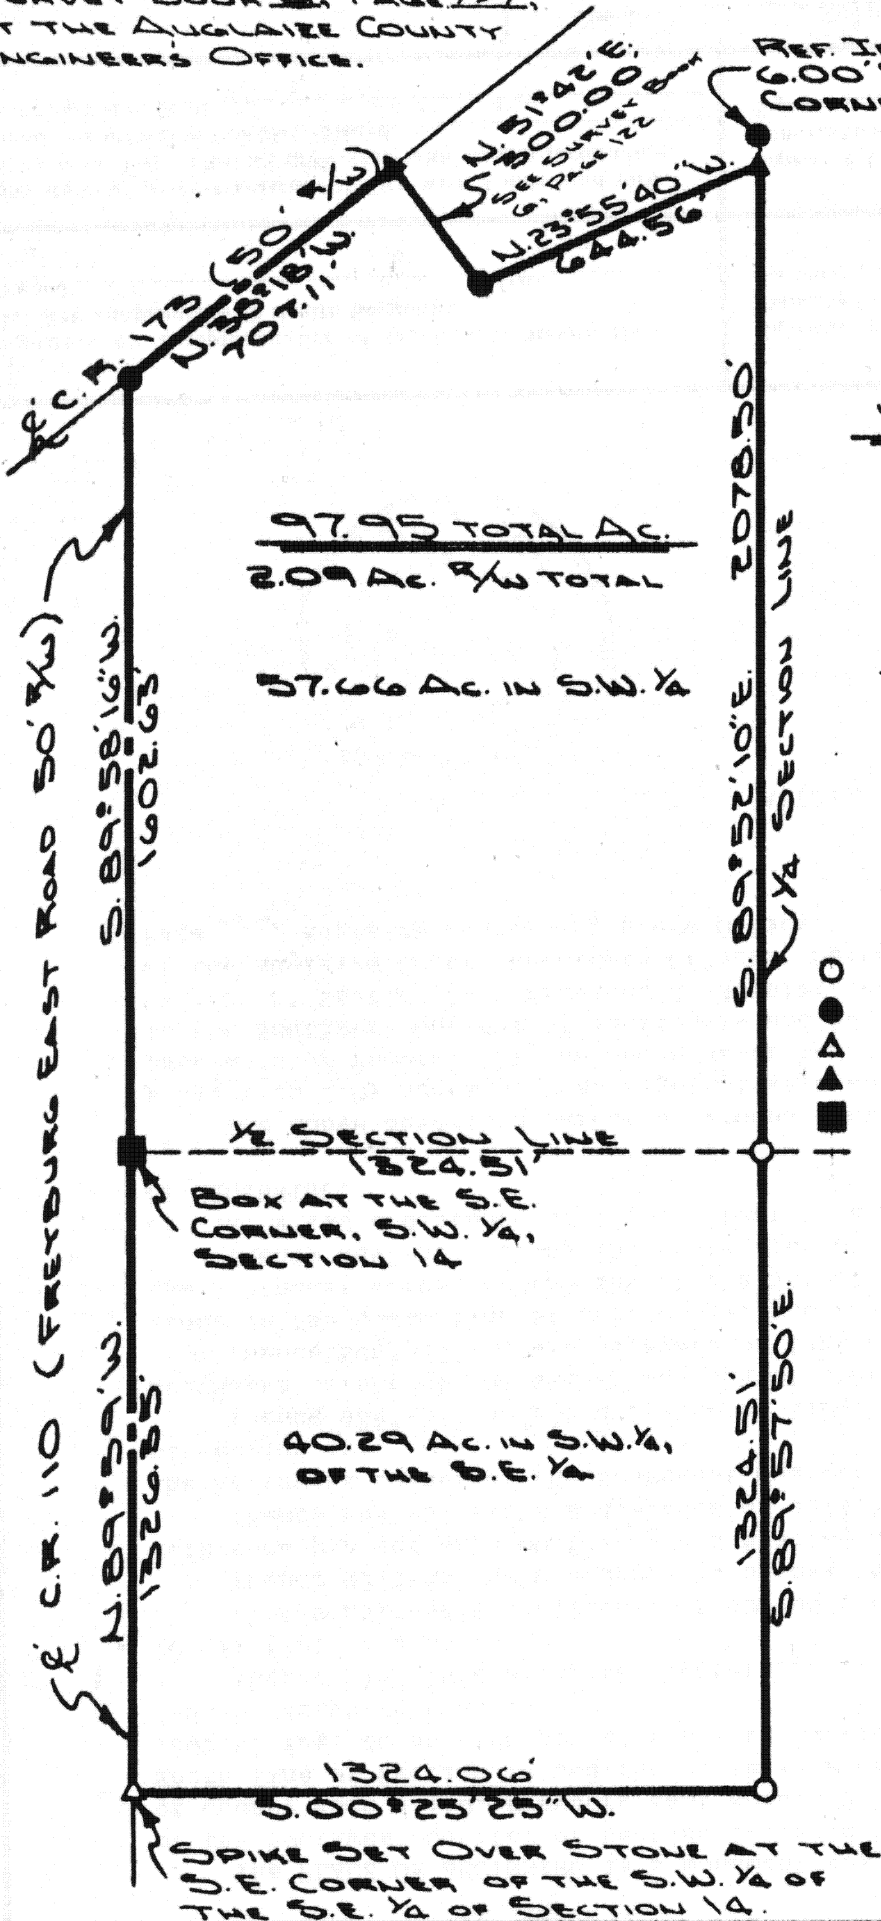 T THE AUGLAIZE COUNTY
NGINEER'S OFFICE.
REF. I
6.00'
CORN
N. 51°42' E.
300.00
SEE SURVEY BOOK
6, PAGE 122
N. 23°55'40" W.
644.56'
C.R. 173 (50' R/W)
N. 38°18' W.
707.11'
97.95 TOTAL AC.
2.09 AC. R/W TOTAL
57.66 AC. IN S.W. 1/4
S. 89°58'16" W.
1602.63
S. 89°52'10" E. 2078.50'
1/4 SECTION LINE
℄ C.R. 110 (FREYBURG EAST ROAD 50' R/W)
1/2 SECTION LINE
1324.51'
BOX AT THE S.E.
CORNER, S.W. 1/4,
SECTION 14
N. 89°59' W.
1326.35'
40.29 AC. IN S.W. 1/4,
OF THE S.E. 1/4
1324.51'
S. 89°57'50" E.
1324.06'
S. 00°25'25" W.
SPIKE SET OVER STONE AT THE
S.E. CORNER OF THE S.W. 1/4 OF
THE S.E. 1/4 OF SECTION 14.